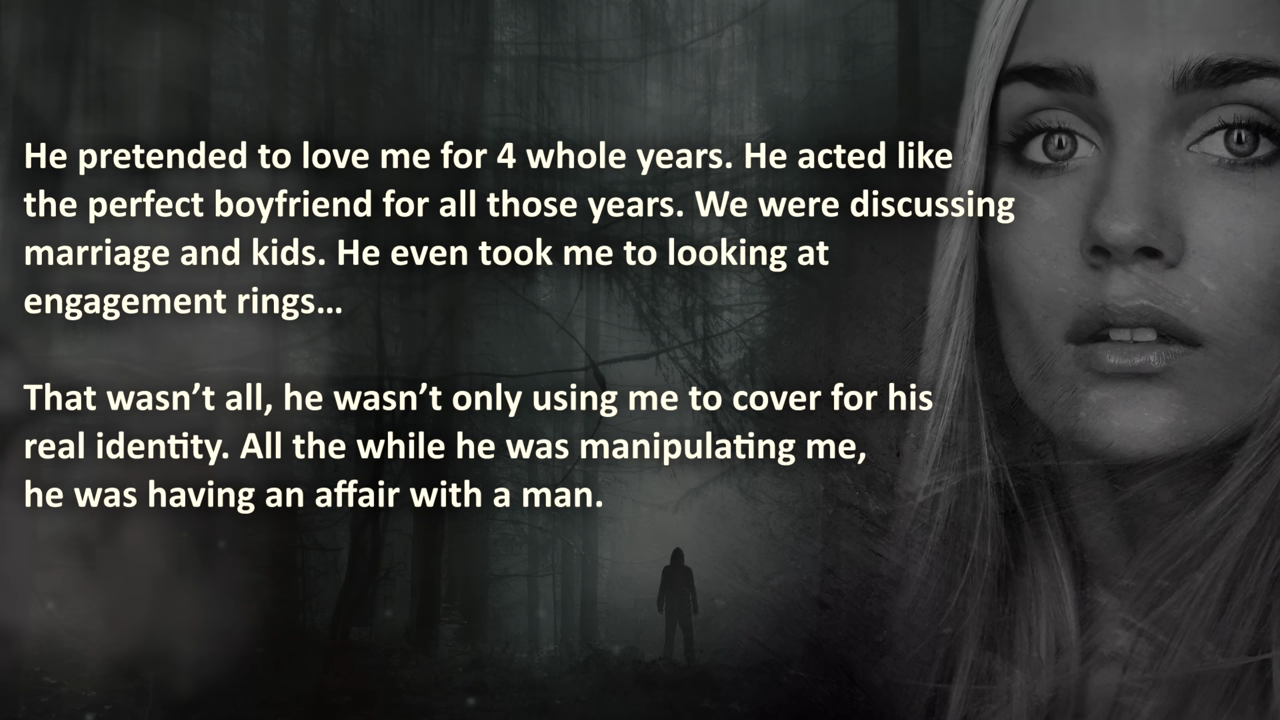 He pretended to love me for 4 whole years. He acted like
the perfect boyfriend for all those years. We were discussing
marriage and kids. He even took me to looking at
engagement rings…
That wasn’t all, he wasn’t only using me to cover for his
real identity. All the while he was manipulating me,
he was having an affair with a man.